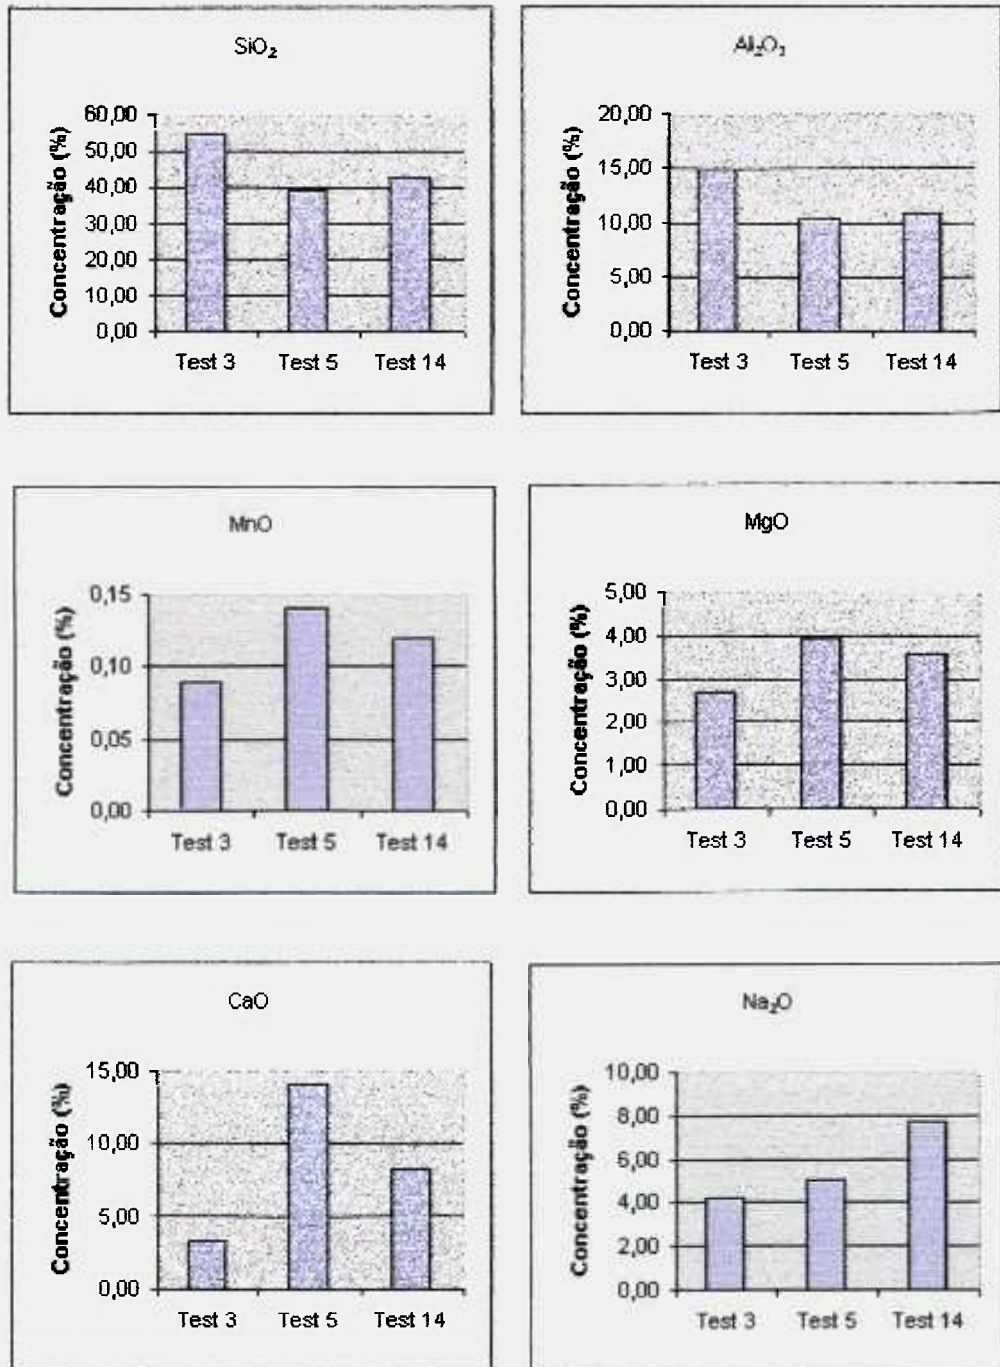 SiO₂
Concentração (%)
60,00
50,00
40,00
30,00
20,00
10,00
0,00
Test 3 Test 5 Test 14
Al₂O₃
Concentração (%)
20,00
15,00
10,00
5,00
0,00
Test 3 Test 5 Test 14
MnO
Concentração (%)
0,15
0,10
0,05
0,00
Test 3 Test 5 Test 14
MgO
Concentração (%)
5,00
4,00
3,00
2,00
1,00
0,00
Test 3 Test 5 Test 14
CaO
Concentração (%)
15,00
10,00
5,00
0,00
Test 3 Test 5 Test 14
Na₂O
Concentração (%)
10,00
8,00
6,00
4,00
2,00
0,00
Test 3 Test 5 Test 14